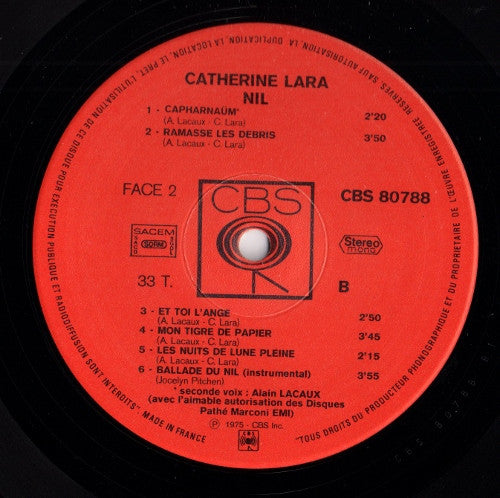 CATHERINE LARA
NIL
1 - CAPHARNAÜM*
(A. Lacaux - C. Lara)
2'20
2 - RAMASSE LES DEBRIS
(A. Lacaux - C. Lara)
3'50
FACE 2
CBS
CBS 80788
SACEM
SDRM
Stereo
mono
33 T.
B
3 - ET TOI L'ANGE
(A. Lacaux - C. Lara)
2'50
4 - MON TIGRE DE PAPIER
(A. Lacaux - C. Lara)
3'45
5 - LES NUITS DE LUNE PLEINE
(A. Lacaux - C. Lara)
2'15
6 - BALLADE DU NIL (instrumental)
(Jocelyn Pitchen)
3'55
* seconde voix : Alain LACAUX
(avec l'aimable autorisation des Disques
Pathé Marconi EMI)
℗ 1975 - CBS Inc.
CBS
"TOUS DROITS DU PRODUCTEUR PHONOGRAPHIQUE ET DU PROPRIETAIRE DE L'ŒUVRE ENREGISTREE RESERVES. SAUF AUTORISATION LA DUPLICATION, LA LOCATION, LE PRET, L'UTILISATION DE CE DISQUE POUR EXECUTION PUBLIQUE ET RADIODIFFUSION SONT INTERDITS" MADE IN FRANCE